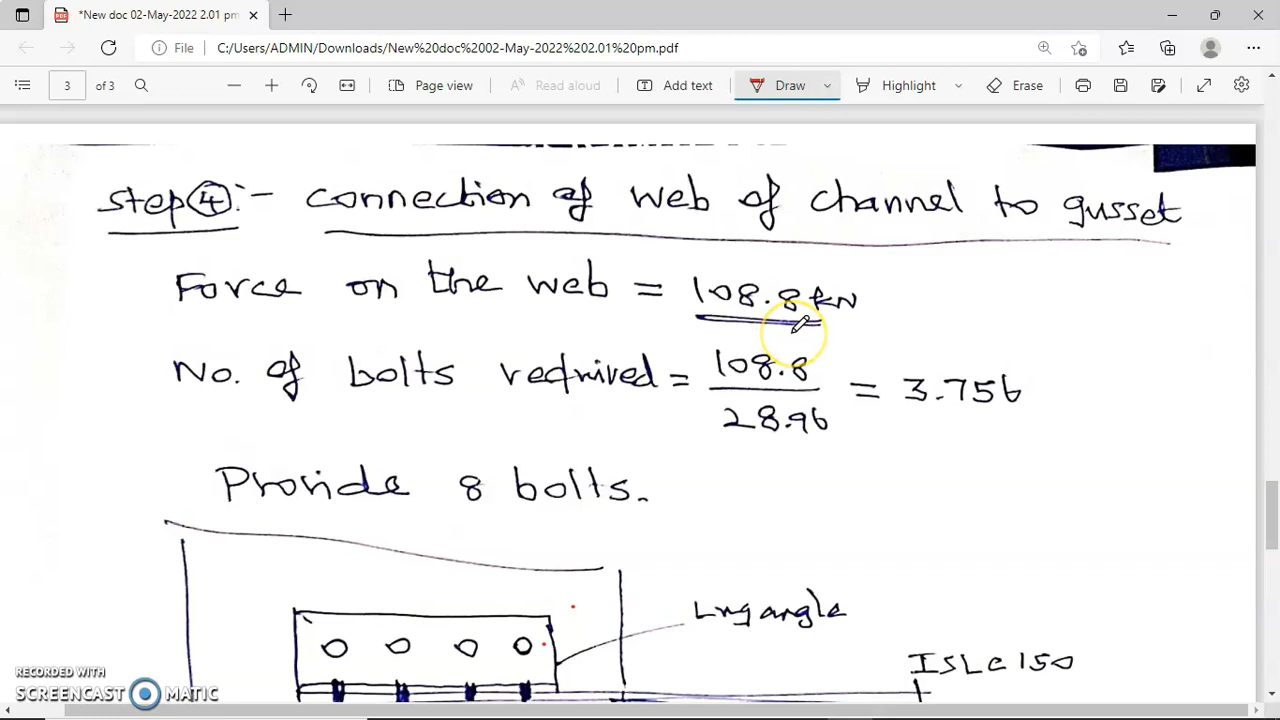 *New doc 02-May-2022 2.01 pm
File
C:/Users/ADMIN/Downloads/New%20doc%2002-May-2022%202.01%20pm.pdf
3 of 3
Page view
Read aloud
Add text
Draw
Highlight
Erase
Step ④:- Connection of web of channel to gusset
Force on the web = 108.8 kN
No. of bolts required = 108.8
28.96
= 3.756
Provide 8 bolts.
Lug angle
ISLC 150
RECORDED WITH
SCREENCAST MATIC